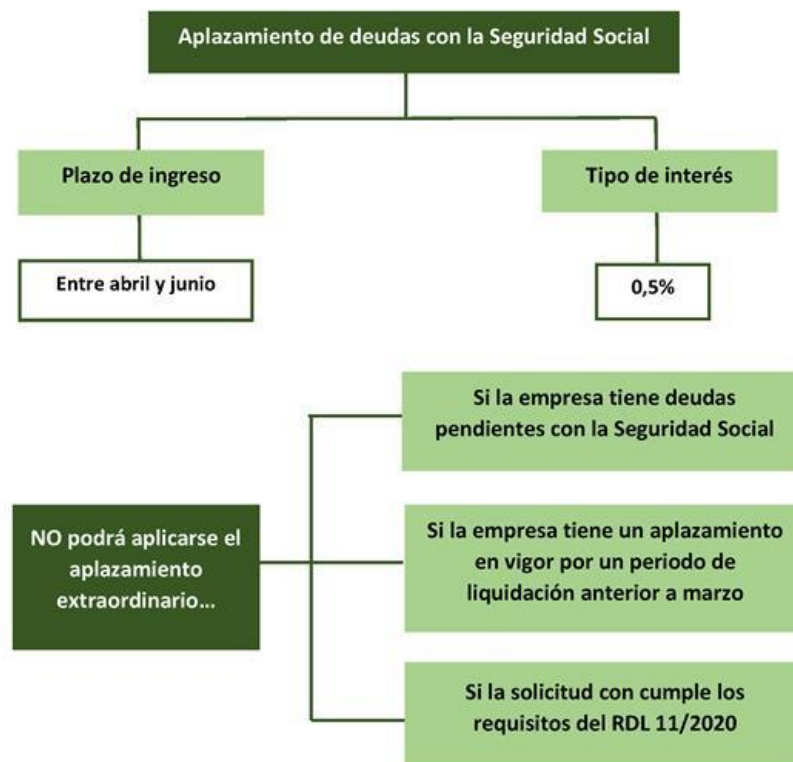 Aplazamiento de deudas con la Seguridad Social
Plazo de ingreso
Tipo de interés
Entre abril y junio
0,5%
Si la empresa tiene deudas
pendientes con la Seguridad Social
NO podrá aplicarse el
aplazamiento
extraordinario…
Si la empresa tiene un aplazamiento
en vigor por un periodo de
liquidación anterior a marzo
Si la solicitud con cumple los
requisitos del RDL 11/2020